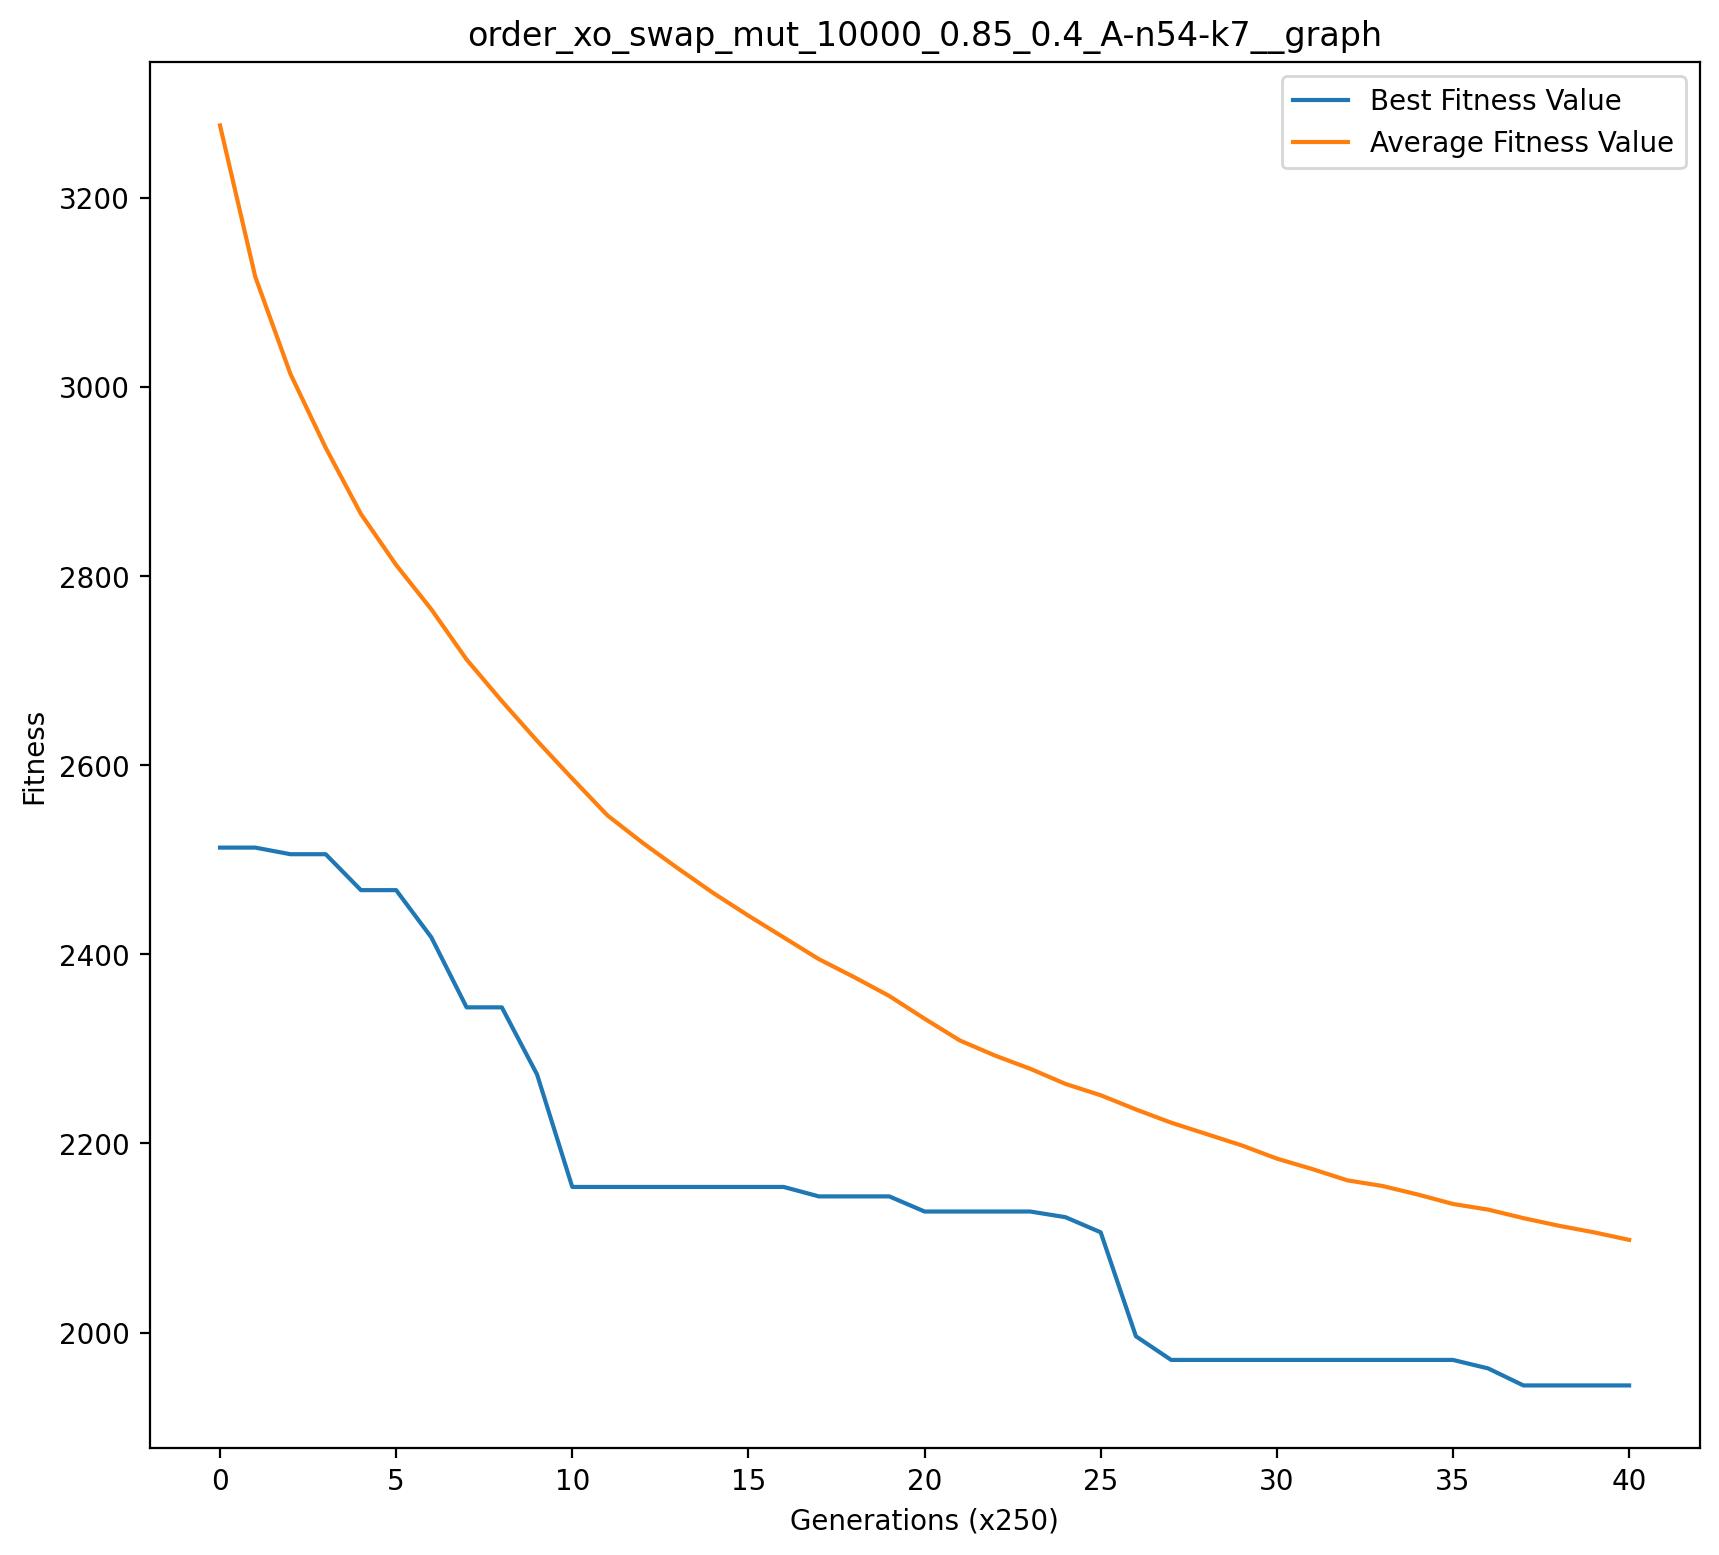 order_xo_swap_mut_10000_0.85_0.4_A-n54-k7__graph
Best Fitness Value
Average Fitness Value
Fitness
3200
3000
2800
2600
2400
2200
2000
0 5 10 15 20 25 30 35 40
Generations (x250)